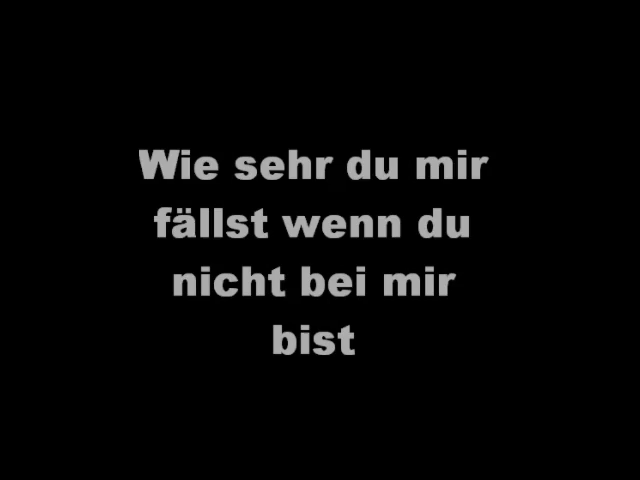 Wie sehr du mir
fällst wenn du
nicht bei mir
bist